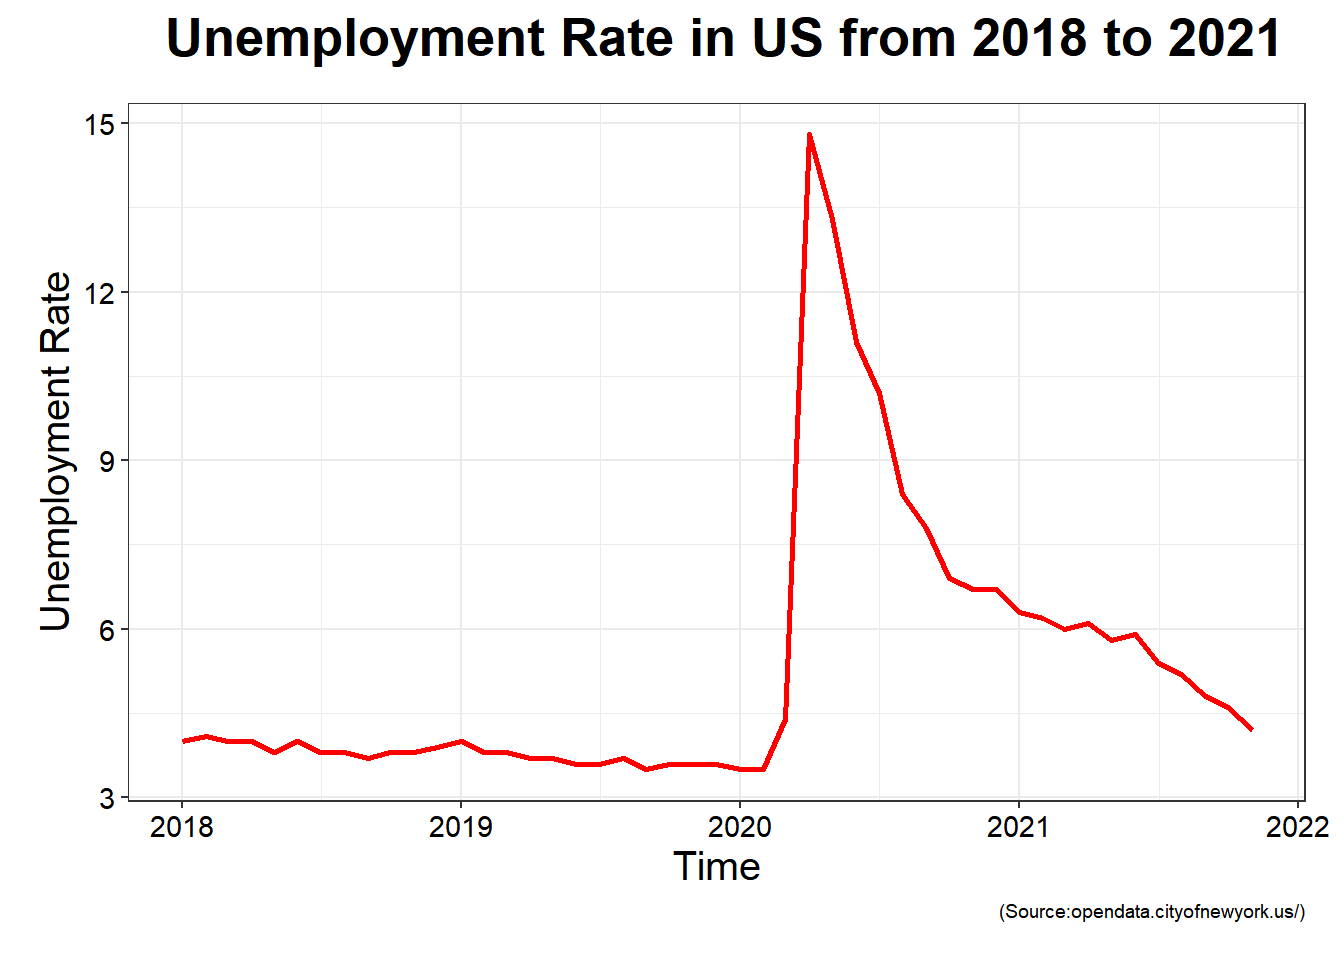 Unemployment Rate in US from 2018 to 2021
Unemployment Rate
15
12
9
6
3
2018 2019 2020 2021 2022
Time
(Source:opendata.cityofnewyork.us/)